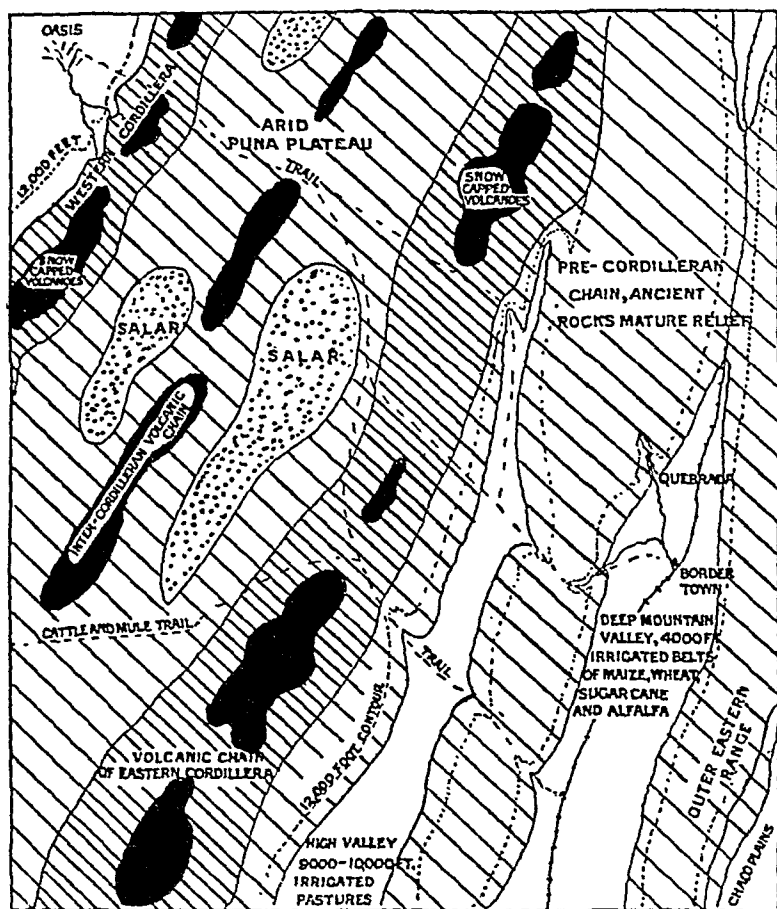 OASIS
WESTERN CORDILLERA
12,000 FEET
ARID
PUNA PLATEAU
TRAIL
SNOW
CAPPED
VOLCANOES
SNOW
CAPPED
VOLCANOES
PRE-CORDILLERAN
CHAIN, ANCIENT
ROCKS MATURE RELIEF
SALAR
SALAR
INTER-CORDILLERAN VOLCANIC
CHAIN
QUEBRADA
BORDER
TOWN
CATTLE AND MULE TRAIL
DEEP MOUNTAIN
VALLEY, 4000 FT
IRRIGATED BELTS
OF MAIZE, WHEAT,
SUGAR CANE
AND ALFALFA
TRAIL
12,000 FOOT CONTOUR
OUTER EASTERN
RANGE
VOLCANIC CHAIN
OF EASTERN CORDILLERA
HIGH VALLEY
9000-10,000 FT.
IRRIGATED
PASTURES
CHACO PLAINS